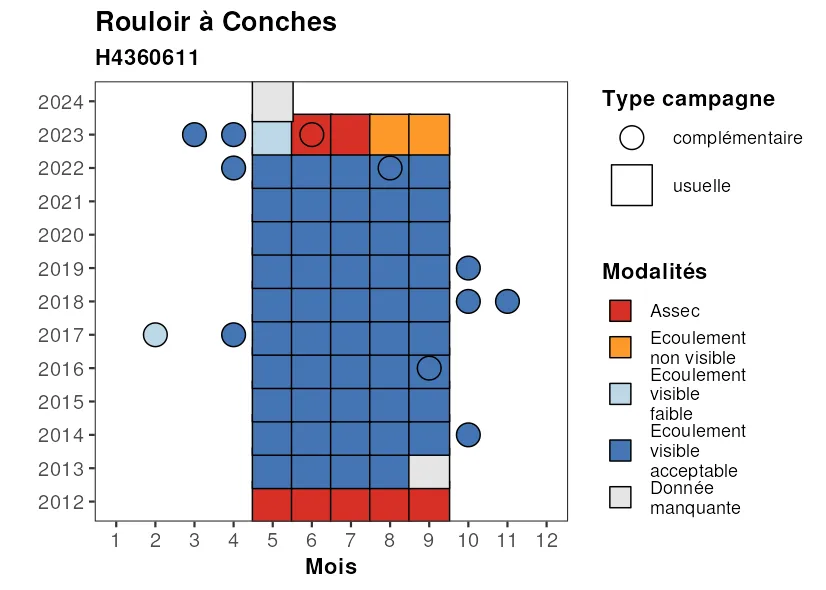 Rouloir à Conches
H4360611
2024
2023
2022
2021
2020
2019
2018
2017
2016
2015
2014
2013
2012
1 2 3 4 5 6 7 8 9 10 11 12
Mois
Type campagne
complémentaire
usuelle
Modalités
Assec
Ecoulement
non visible
Ecoulement
visible
faible
Ecoulement
visible
acceptable
Donnée
manquante